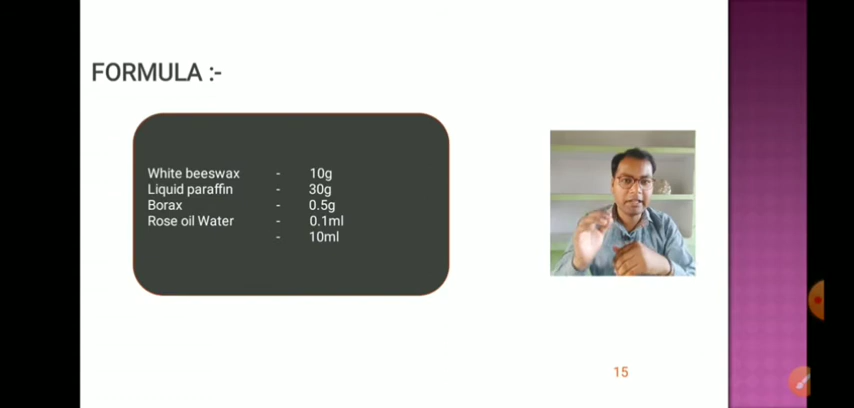 FORMULA :-
White beeswax - 10g
Liquid paraffin - 30g
Borax - 0.5g
Rose oil Water - 0.1ml
- 10ml
15